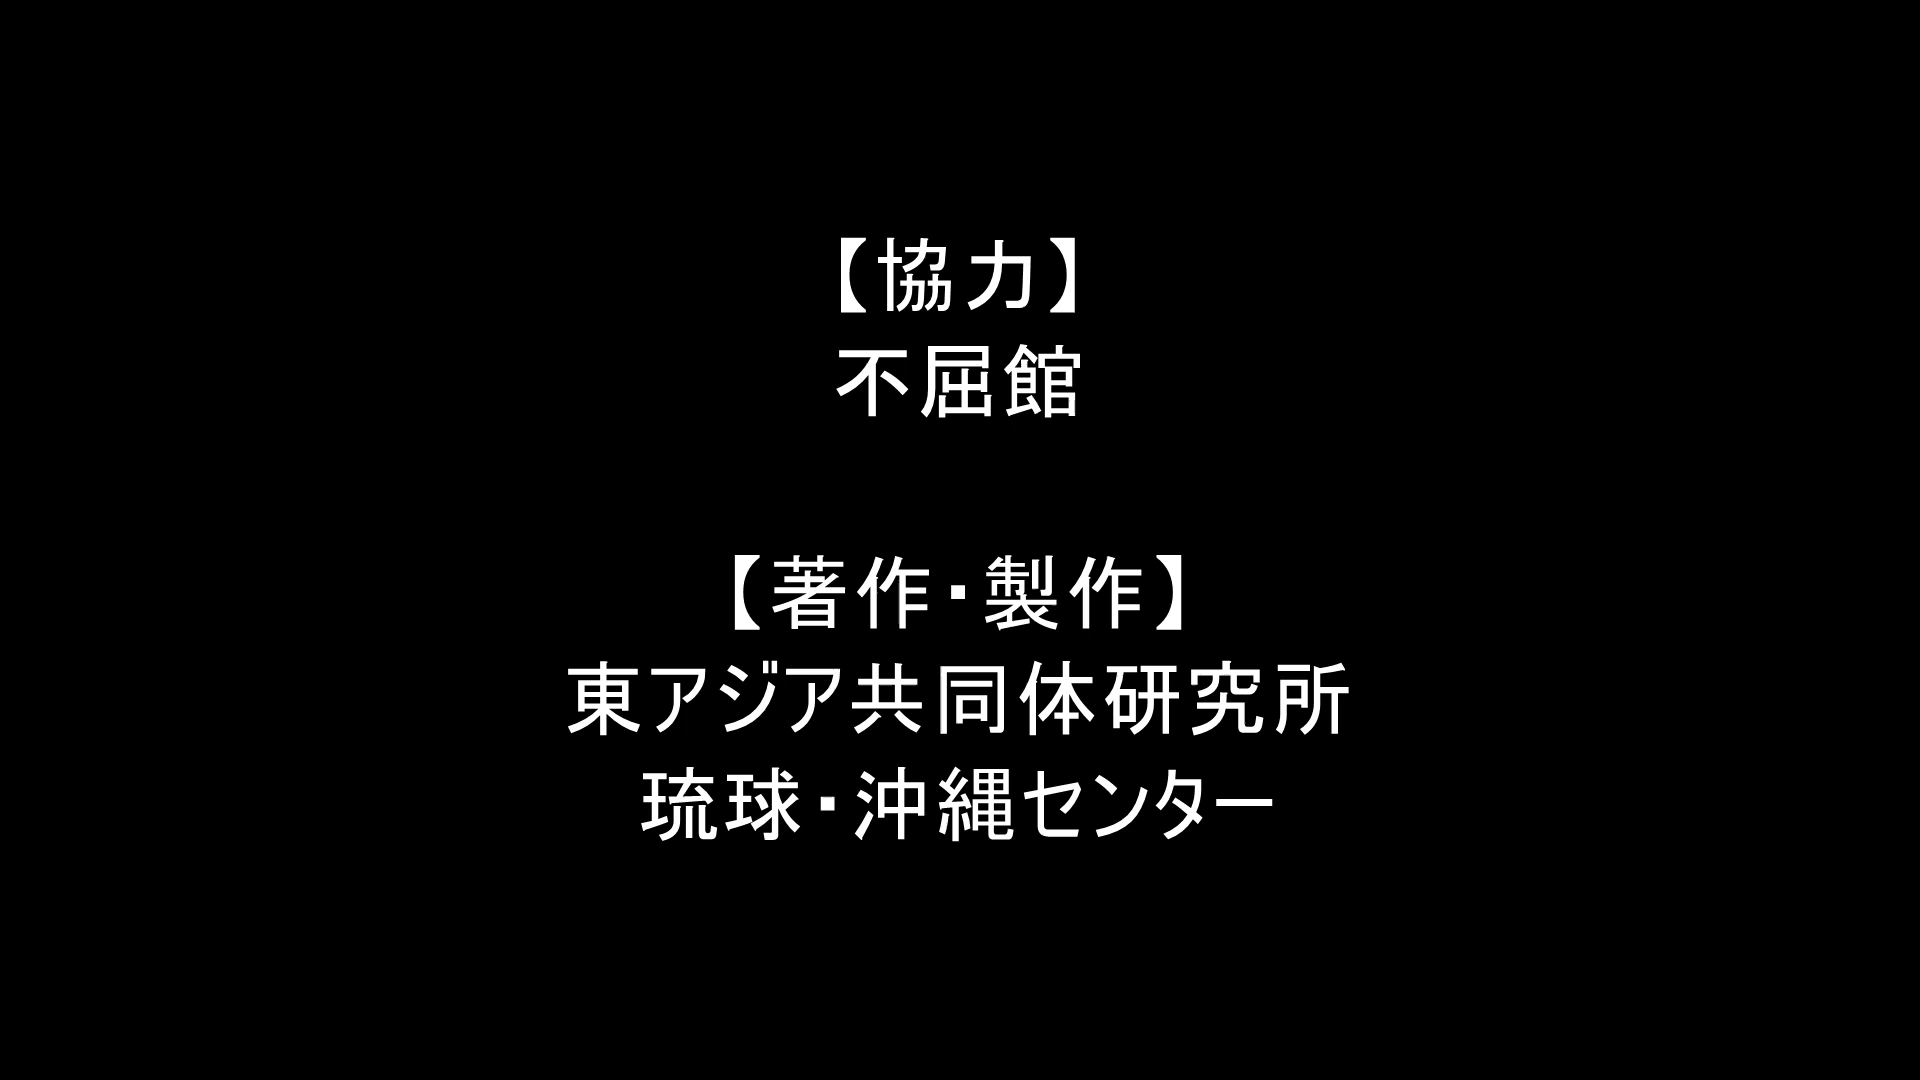 【協力】
不屈館
【著作・製作】
東アジア共同体研究所
琉球・沖縄センター